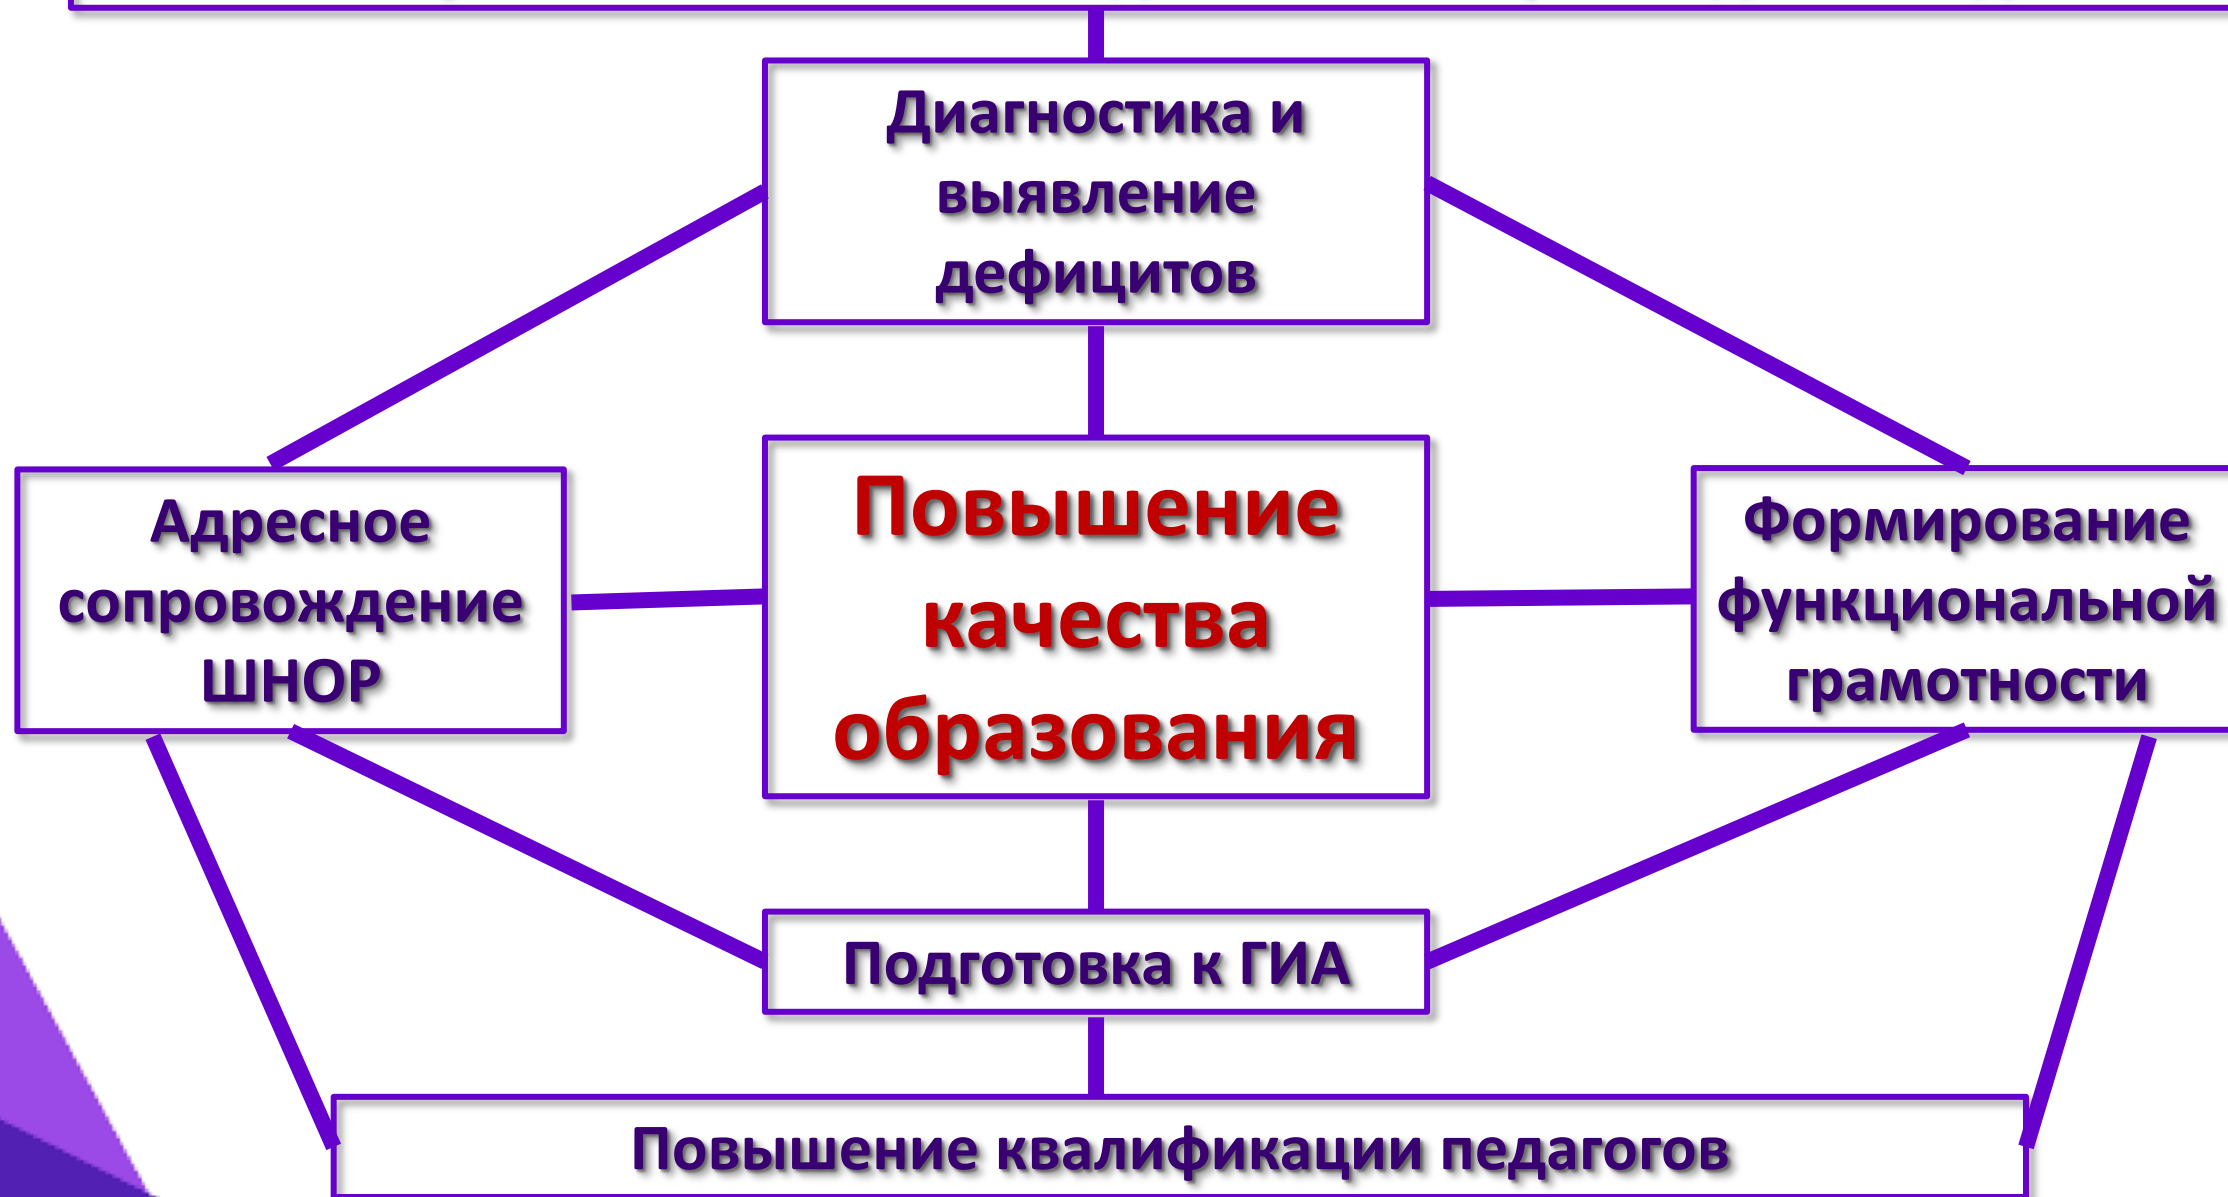 Диагностика и
выявление
дефицитов
Адресное
сопровождение
ШНОР
Повышение
качества
образования
Формирование
функциональной
грамотности
Подготовка к ГИА
Повышение квалификации педагогов